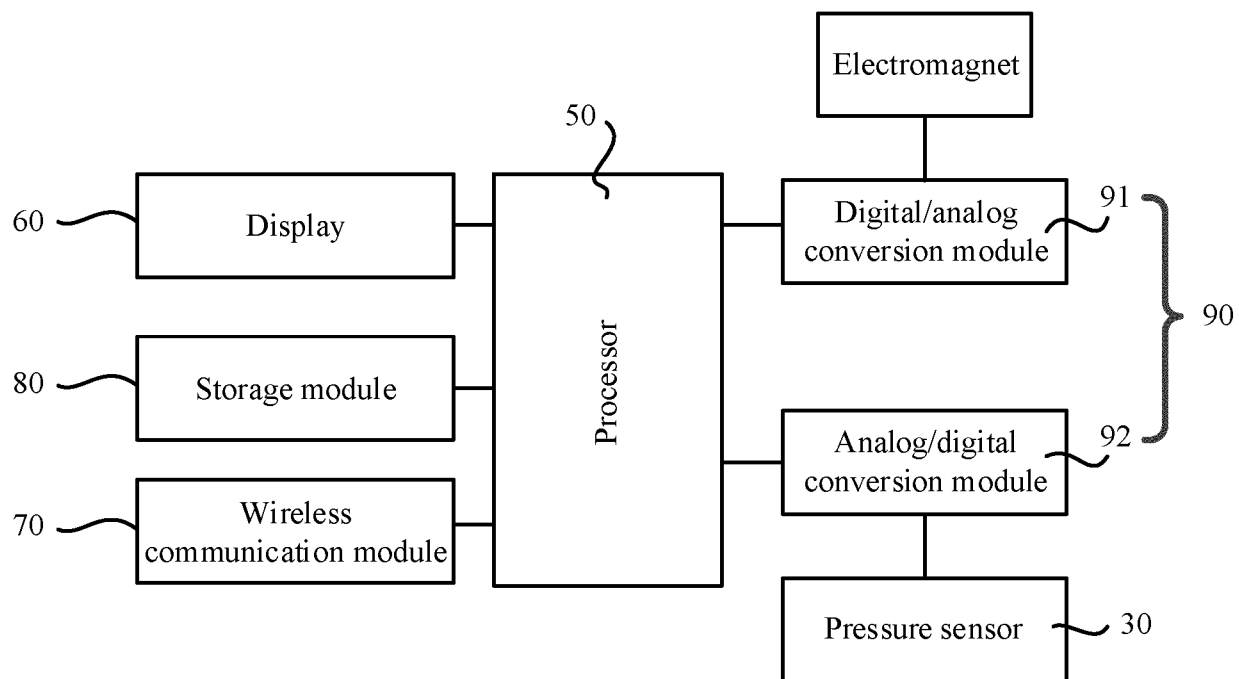 Electromagnet
50
60
Display
Digital/analog
conversion module
91
90
80
Storage module
Processor
Analog/digital
conversion module
92
70
Wireless
communication module
Pressure sensor
30